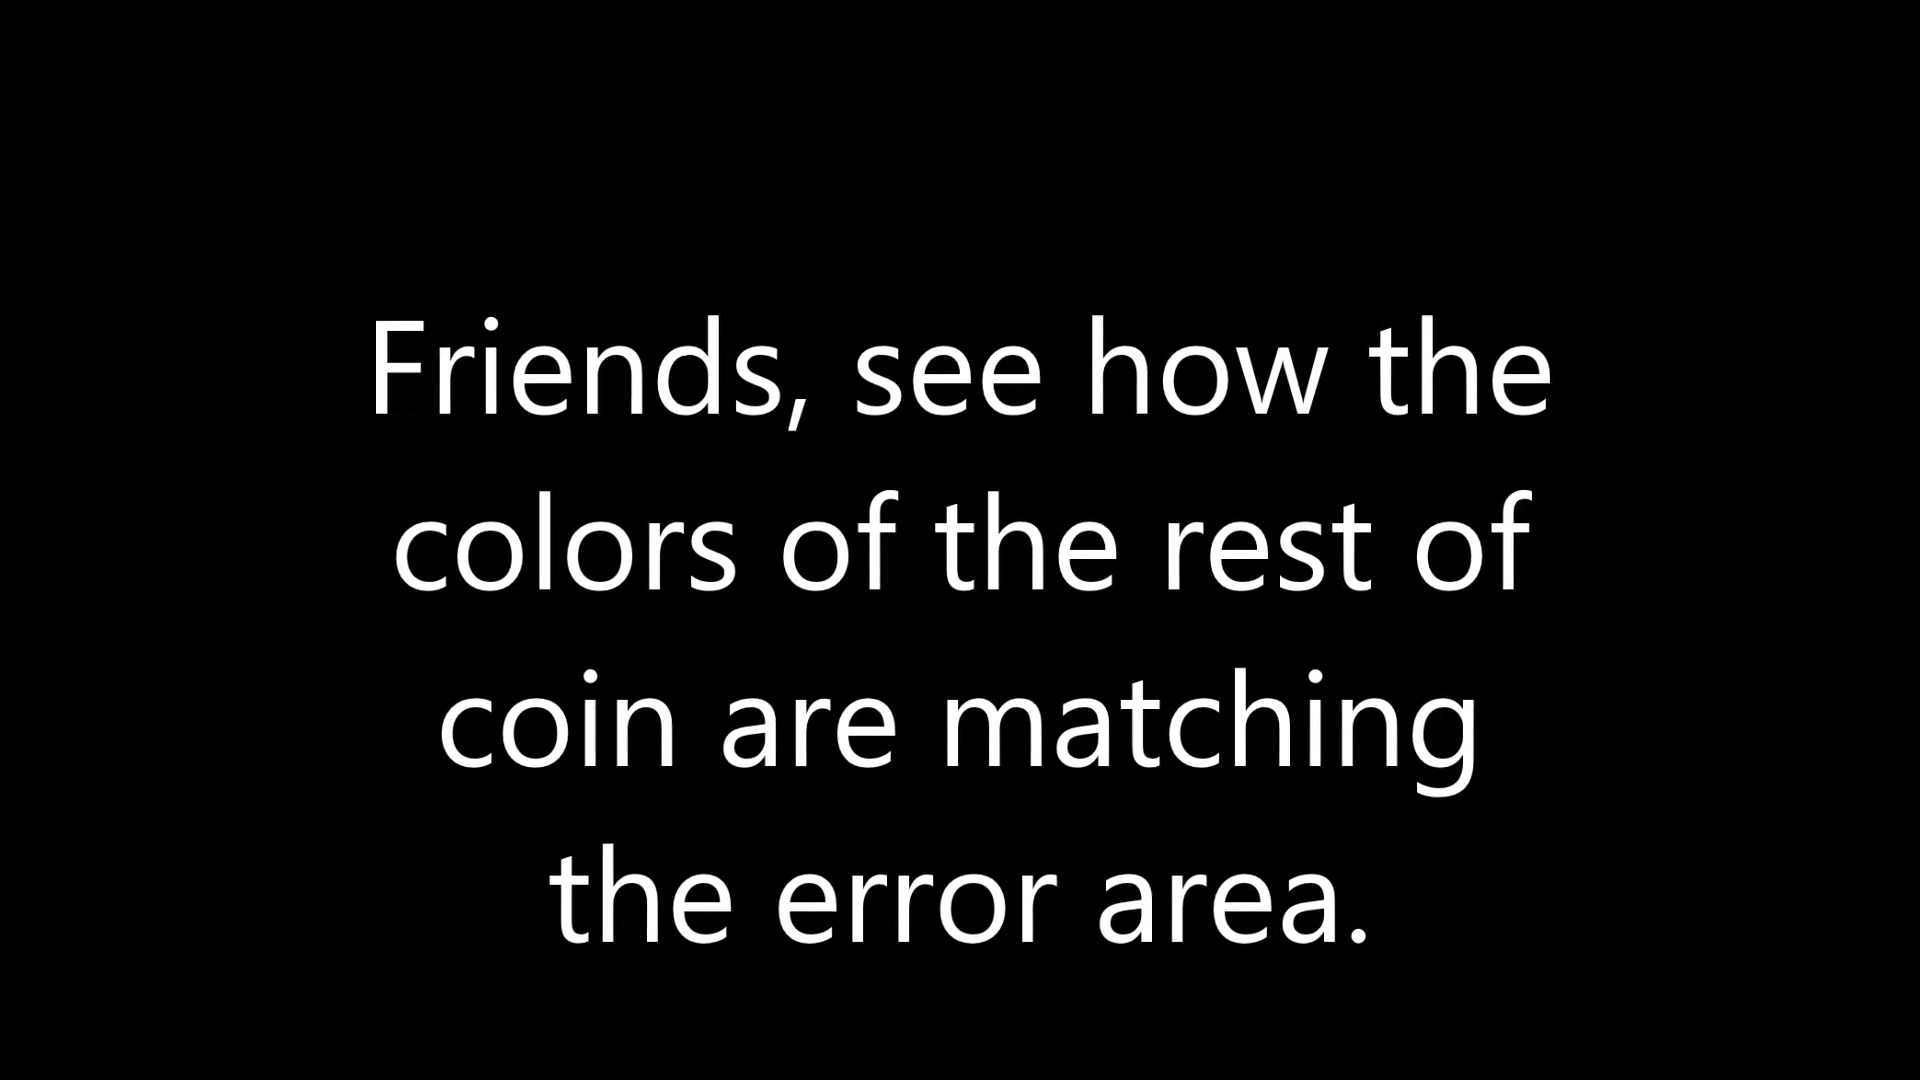 Friends, see how the
colors of the rest of
coin are matching
the error area.